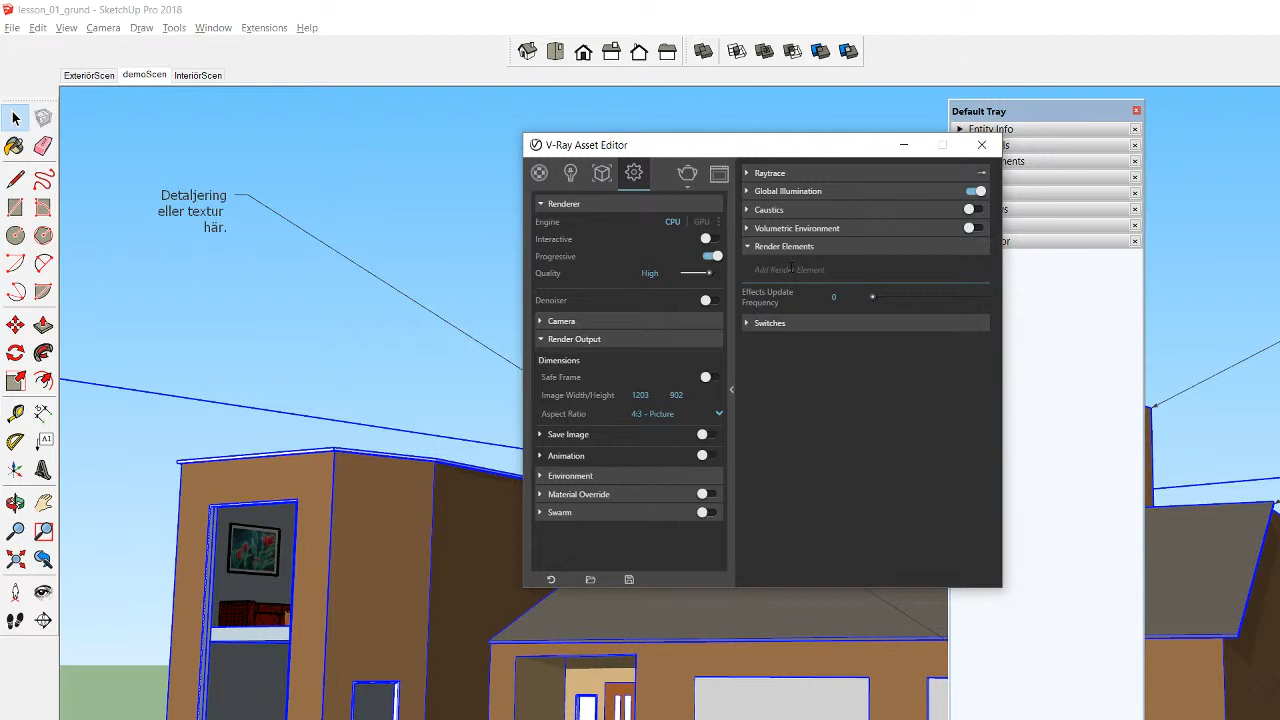 lesson_01_grund - SketchUp Pro 2018
File Edit View Camera Draw Tools Window Extensions Help
ExteriörScen demoScen InteriörScen
Detaljering
eller textur
här.
Default Tray
Entity Info
V-Ray Asset Editor
Renderer
Engine CPU GPU
Interactive
Progressive
Quality High
Denoiser
Camera
Render Output
Dimensions
Safe Frame
Image Width/Height 1203 902
Aspect Ratio 4:3 - Picture
Save Image
Animation
Environment
Material Override
Swarm
Raytrace
Global Illumination
Caustics
Volumetric Environment
Render Elements
Add Render Element
Effects Update
Frequency 0
Switches